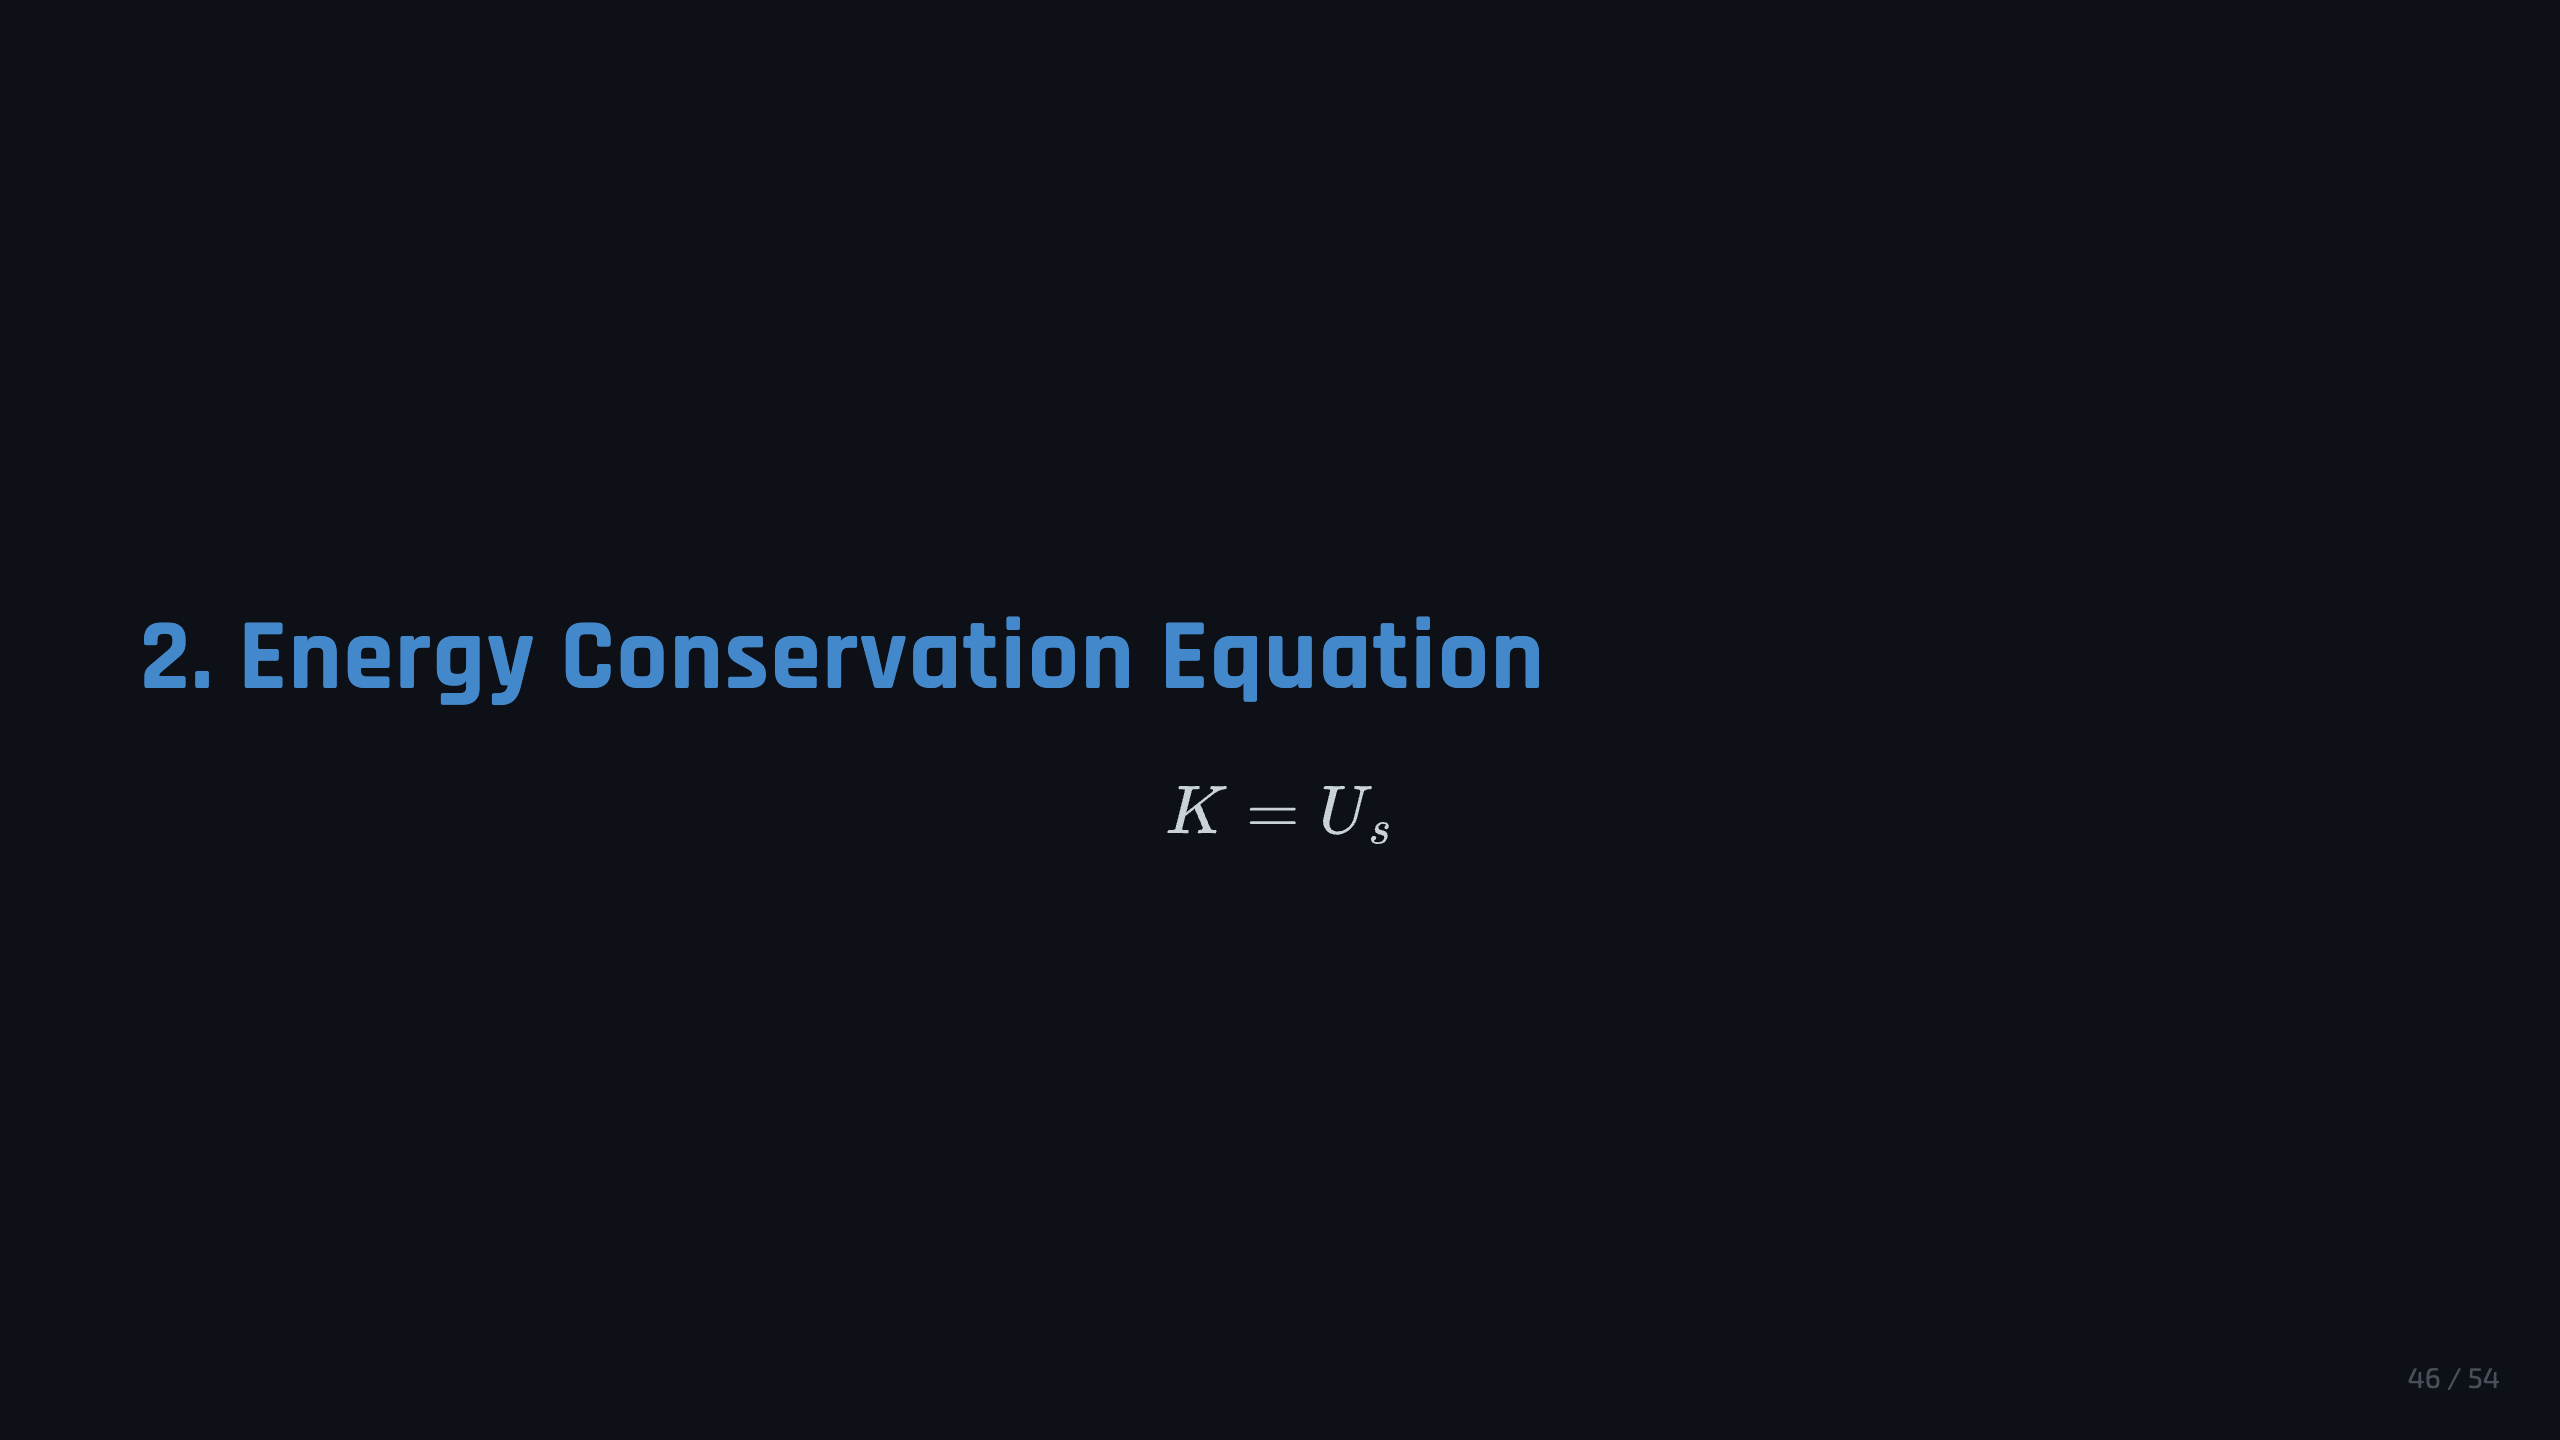 2. Energy Conservation Equation
K = U_s
46 / 54